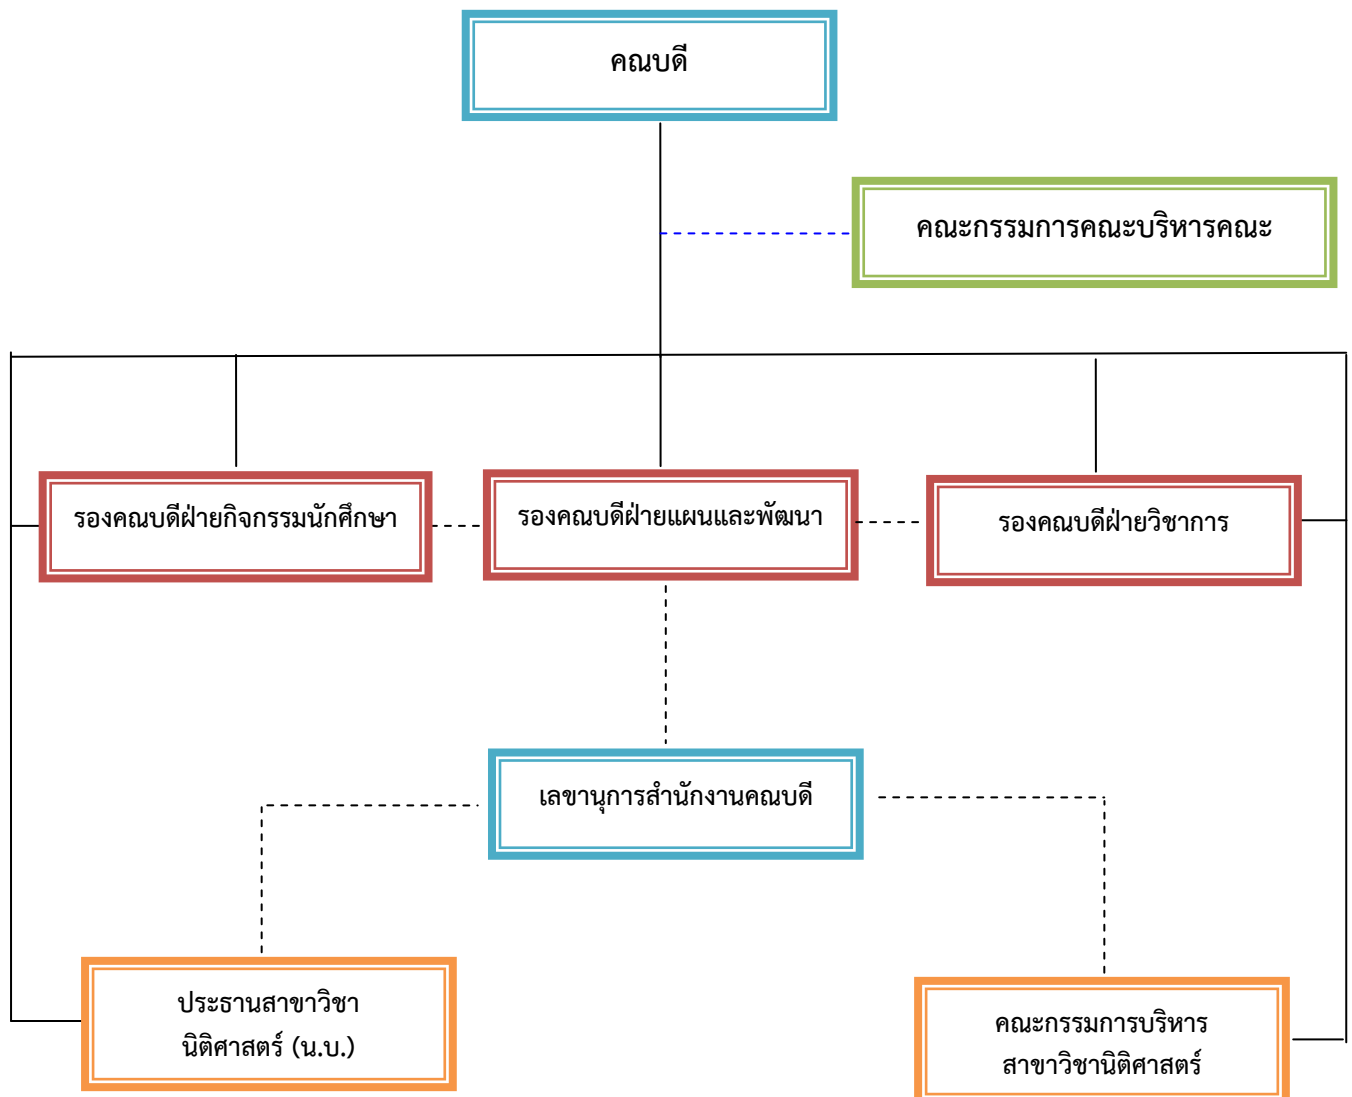 คณบดี
คณะกรรมการคณะบริหารคณะ
รองคณบดีฝ่ายกิจกรรมนักศึกษา
รองคณบดีฝ่ายแผนและพัฒนา
รองคณบดีฝ่ายวิชาการ
เลขานุการสำนักงานคณบดี
ประธานสาขาวิชา
นิติศาสตร์ (น.บ.)
คณะกรรมการบริหาร
สาขาวิชานิติศาสตร์